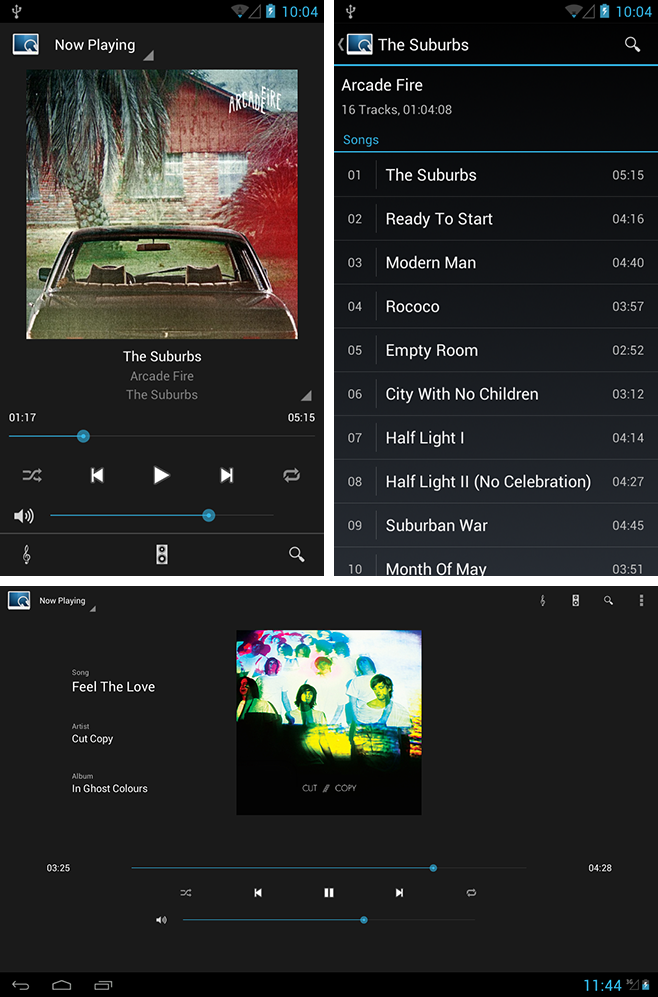 10:04
Now Playing
ARCADE FIRE
The Suburbs
Arcade Fire
The Suburbs
01:17 05:15
10:04
The Suburbs
Arcade Fire
16 Tracks, 01:04:08
Songs
01 The Suburbs 05:15
02 Ready To Start 04:16
03 Modern Man 04:40
04 Rococo 03:57
05 Empty Room 02:52
06 City With No Children 03:12
07 Half Light I 04:14
08 Half Light II (No Celebration) 04:27
09 Suburban War 04:45
10 Month Of May 03:51
Now Playing
Song
Feel The Love
Artist
Cut Copy
Album
In Ghost Colours
CUT // COPY
03:25 04:28
11:44